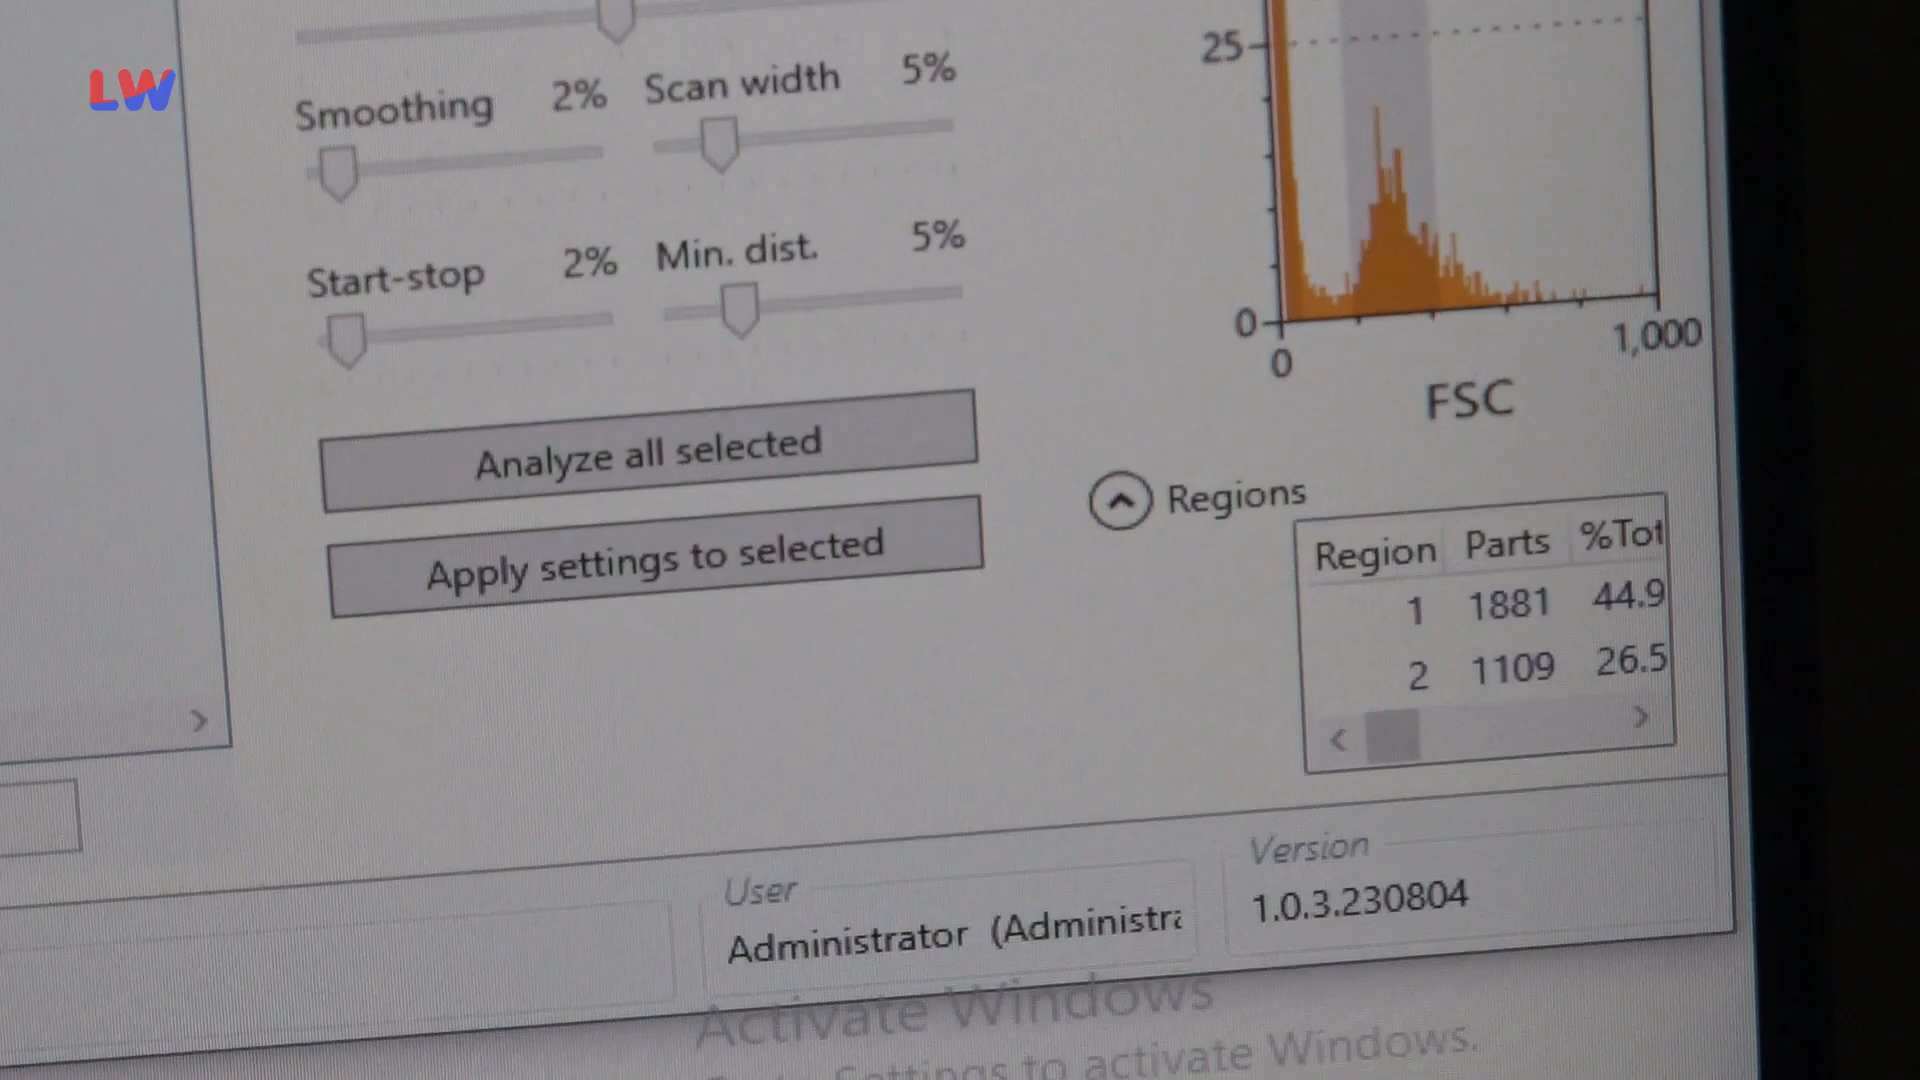 LW
25
Smoothing 2% Scan width 5%
Start-stop 2% Min. dist. 5%
0
0 1,000
FSC
Analyze all selected
Apply settings to selected
Regions
Region Parts %Tot
1 1881 44.9
2 1109 26.5
User
Administrator (Administra
Version
1.0.3.230804
Activate Windows
Settings to activate Windows.